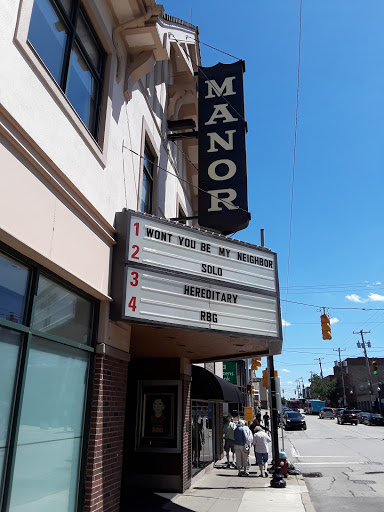 MANOR
1 WONT YOU BE MY NEIGHBOR
2 SOLO
3 HEREDITARY
4 RBG